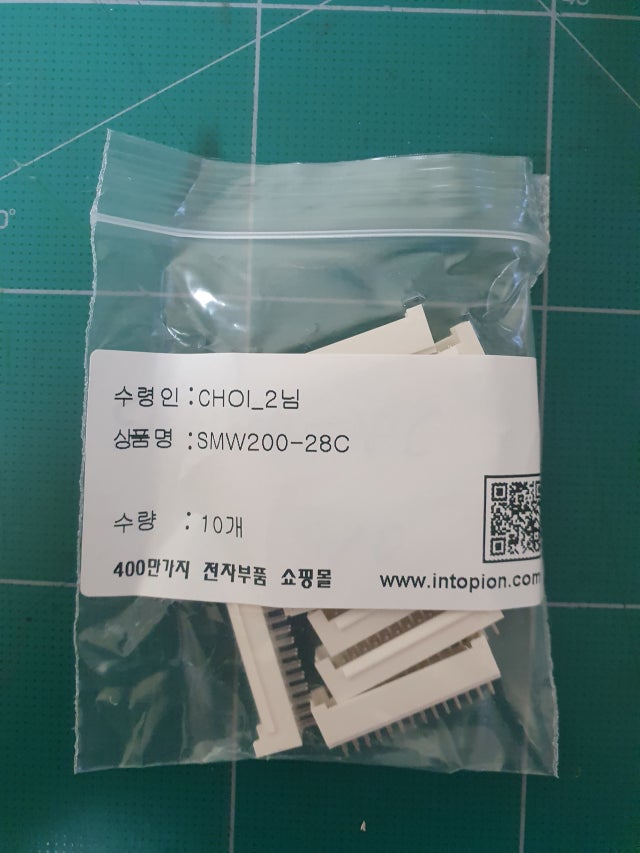 수령인 :CHOI_2님
상품명 :SMW200-28C
수량 : 10개
400만가지 전자부품 쇼핑몰
www.intopion.com